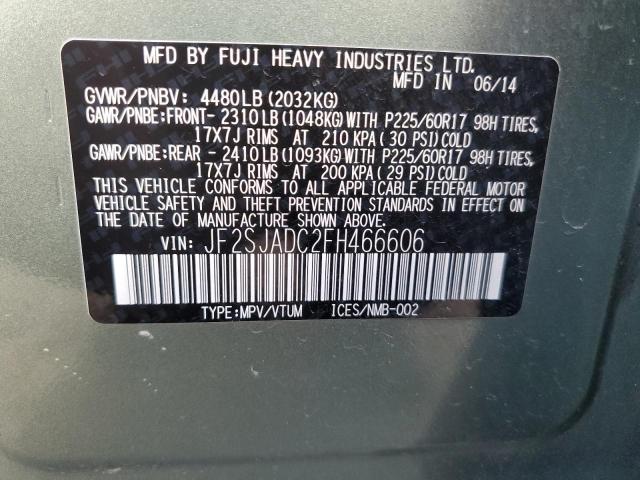 MFD BY FUJI HEAVY INDUSTRIES LTD.
MFD IN 06/14
GVWR/PNBV: 4480LB (2032KG)
GAWR/PNBE:FRONT- 2310LB (1048KG)WITH P225/60R17 98H TIRES,
17X7J RIMS AT 210 KPA (30 PSI)COLD
GAWR/PNBE:REAR - 2410LB (1093KG)WITH P225/60R17 98H TIRES,
17X7J RIMS AT 200 KPA (29 PSI)COLD
THIS VEHICLE CONFORMS TO ALL APPLICABLE FEDERAL MOTOR
VEHICLE SAFETY AND THEFT PREVENTION STANDARDS IN EFFECT
ON THE DATE OF MANUFACTURE SHOWN ABOVE.
VIN: JF2SJADC2FH466606
TYPE:MPV/VTUM ICES/NMB-002